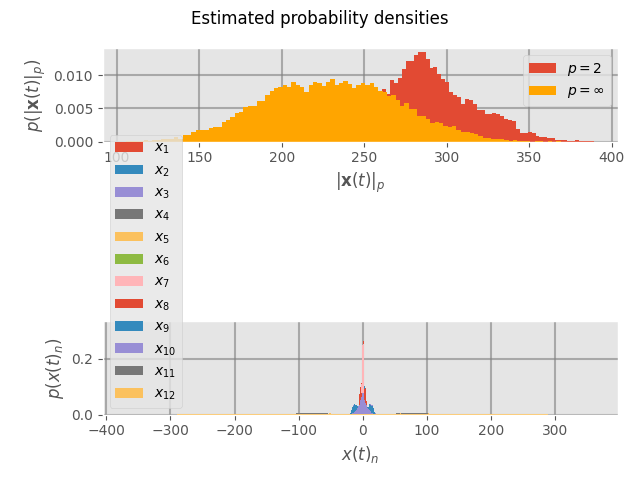 Estimated probability densities
p(|x(t)|_p)
0.010
0.005
0.000
p = 2
p = ∞
100 150 200 250 300 350 400
|x(t)|_p
x_1
x_2
x_3
x_4
x_5
x_6
x_7
x_8
x_9
x_10
x_11
x_12
p(x(t)_n)
0.2
0.0
−400 −300 −200 −100 0 100 200 300
x(t)_n